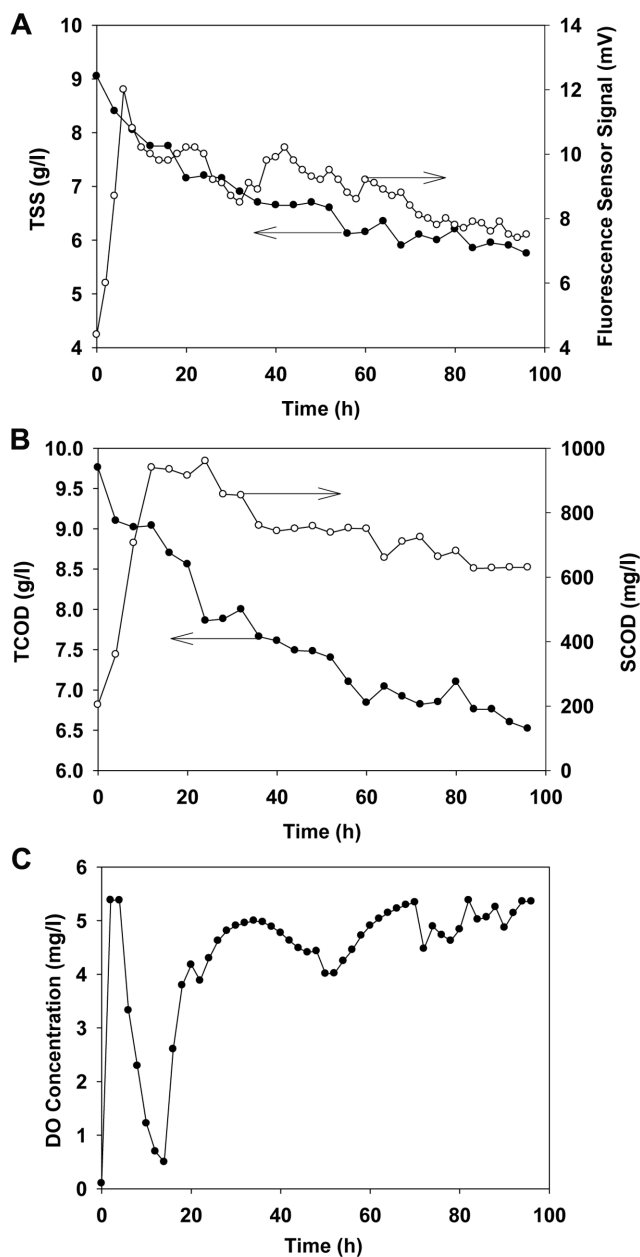 A
10
9
8
7
6
5
4
TSS (g/l)
14
12
10
8
6
4
Fluorescence Sensor Signal (mV)
0 20 40 60 80 100
Time (h)
B
10.0
9.5
9.0
8.5
8.0
7.5
7.0
6.5
6.0
TCOD (g/l)
1000
800
600
400
200
0
SCOD (mg/l)
0 20 40 60 80 100
Time (h)
C
6
5
4
3
2
1
0
DO Concentration (mg/l)
0 20 40 60 80 100
Time (h)